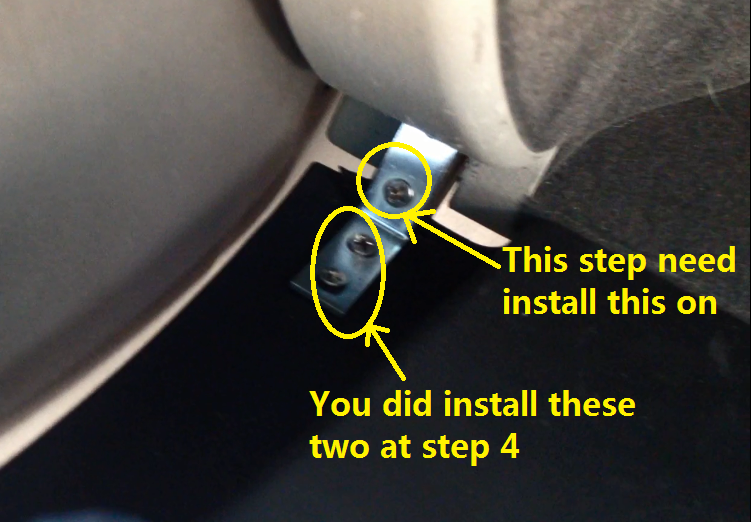 This step need
install this on
You did install these
two at step 4